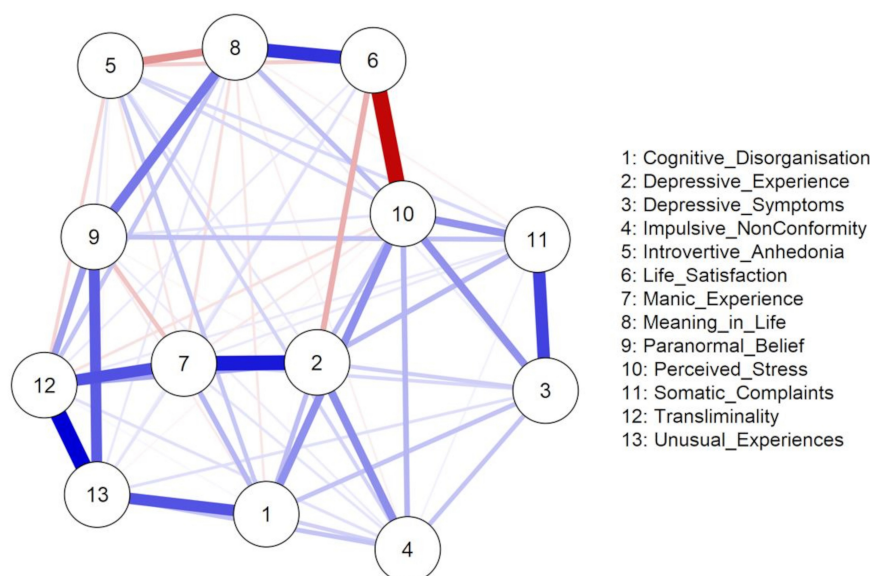 8
5
6
10
9
11
7
2
12
3
13
1
4
1: Cognitive_Disorganisation
2: Depressive_Experience
3: Depressive_Symptoms
4: Impulsive_NonConformity
5: Introvertive_Anhedonia
6: Life_Satisfaction
7: Manic_Experience
8: Meaning_in_Life
9: Paranormal_Belief
10: Perceived_Stress
11: Somatic_Complaints
12: Transliminality
13: Unusual_Experiences